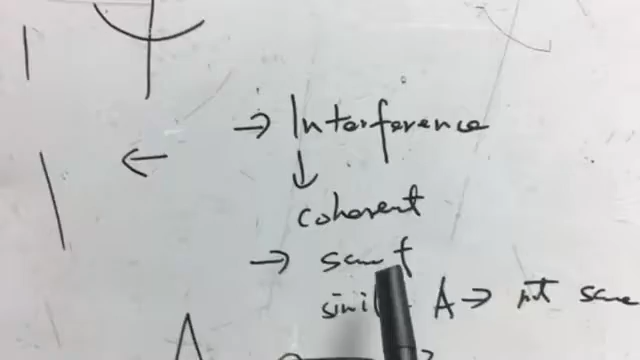 → Interference
↓
coherent
→ same f
A → not same